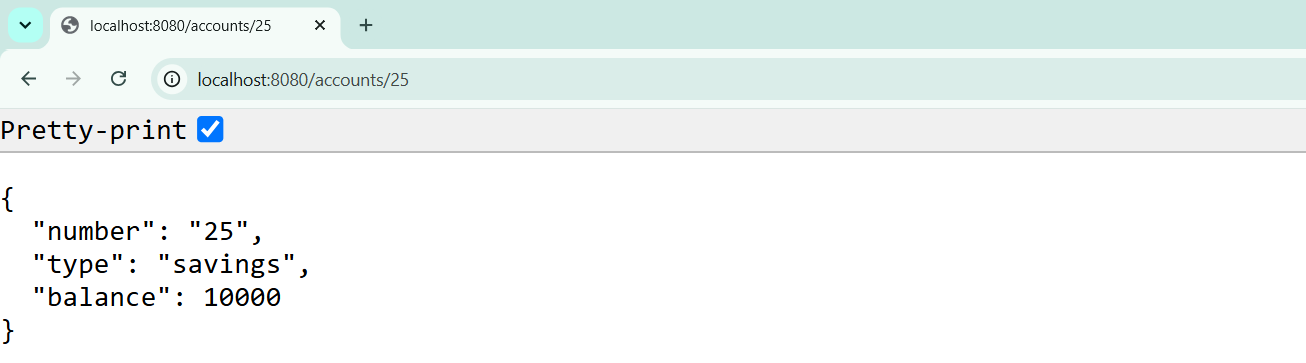 localhost:8080/accounts/25
localhost:8080/accounts/25
Pretty-print
{
  "number": "25",
  "type": "savings",
  "balance": 10000
}